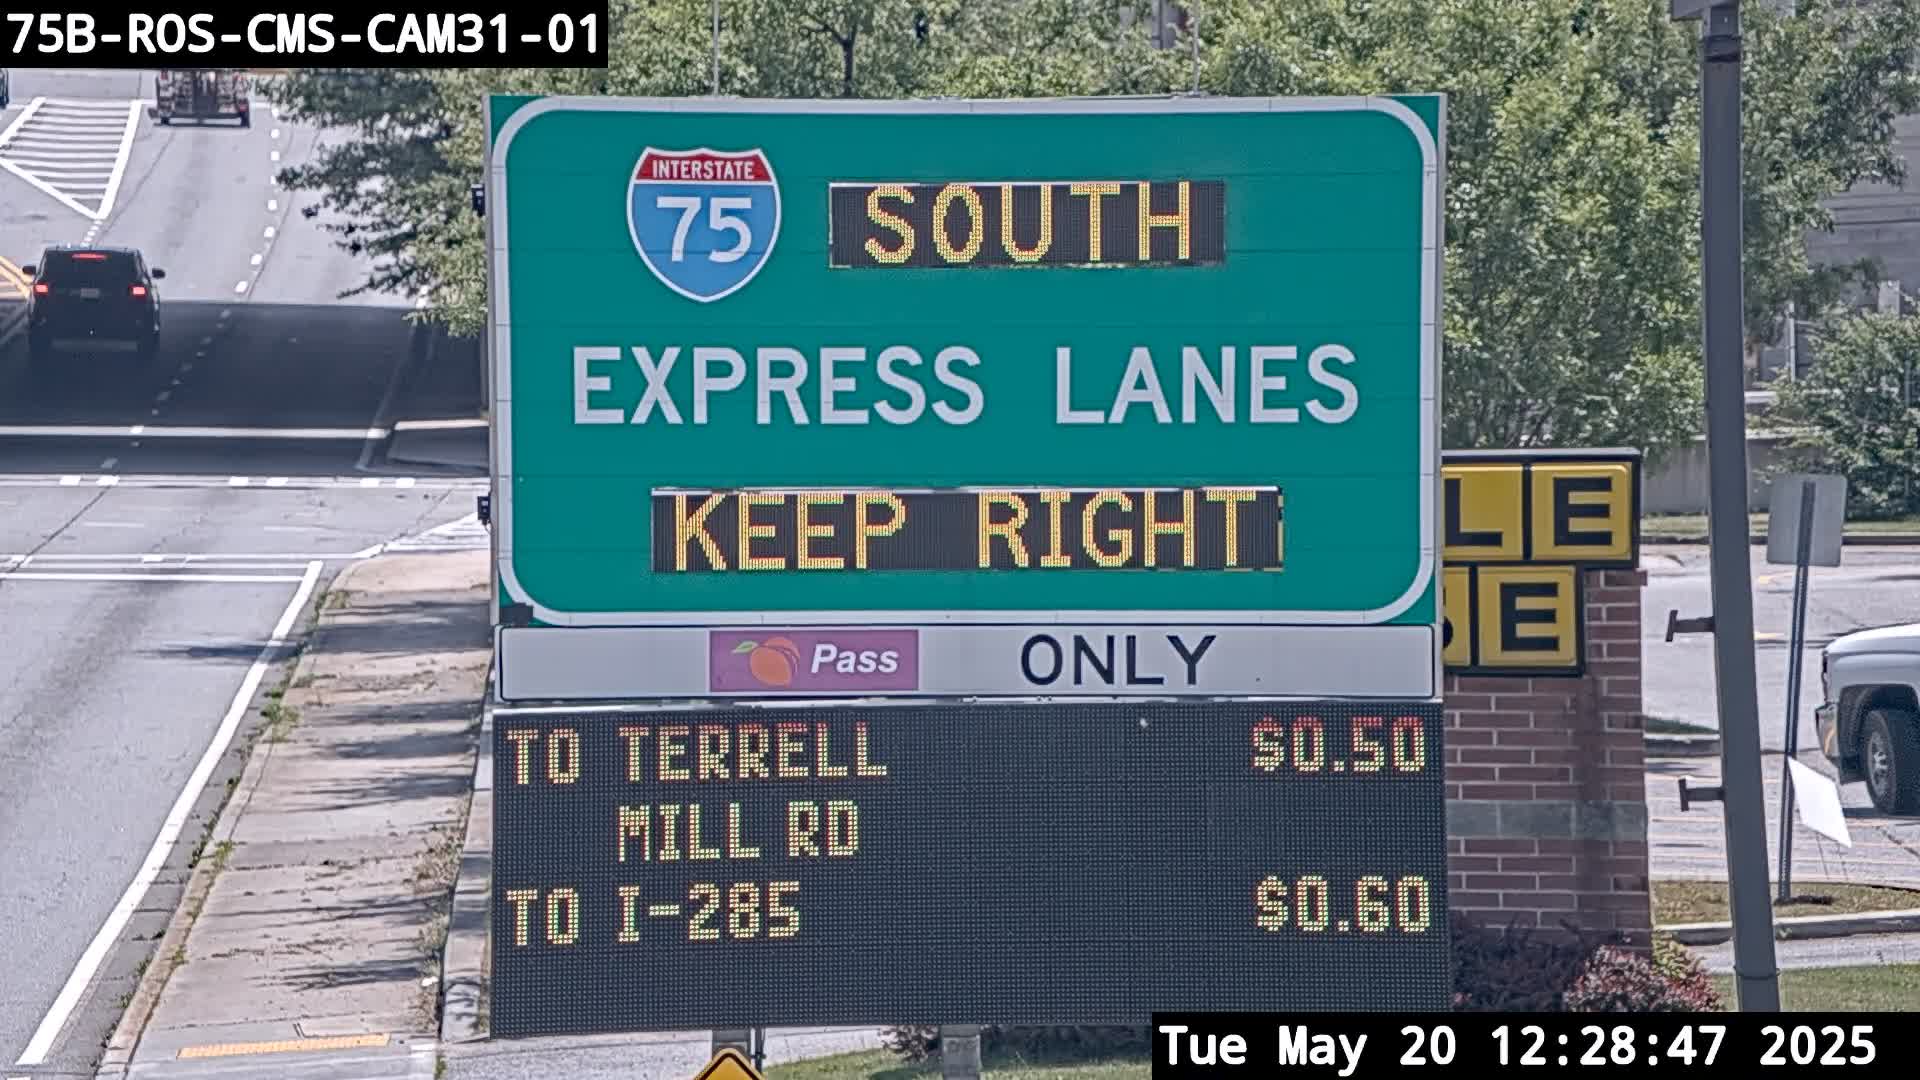 75B-ROS-CMS-CAM31-01
INTERSTATE
75
SOUTH
EXPRESS LANES
KEEP RIGHT
Pass ONLY
TO TERRELL $0.50
MILL RD
TO I-285 $0.60
LE
E
Tue May 20 12:28:47 2025